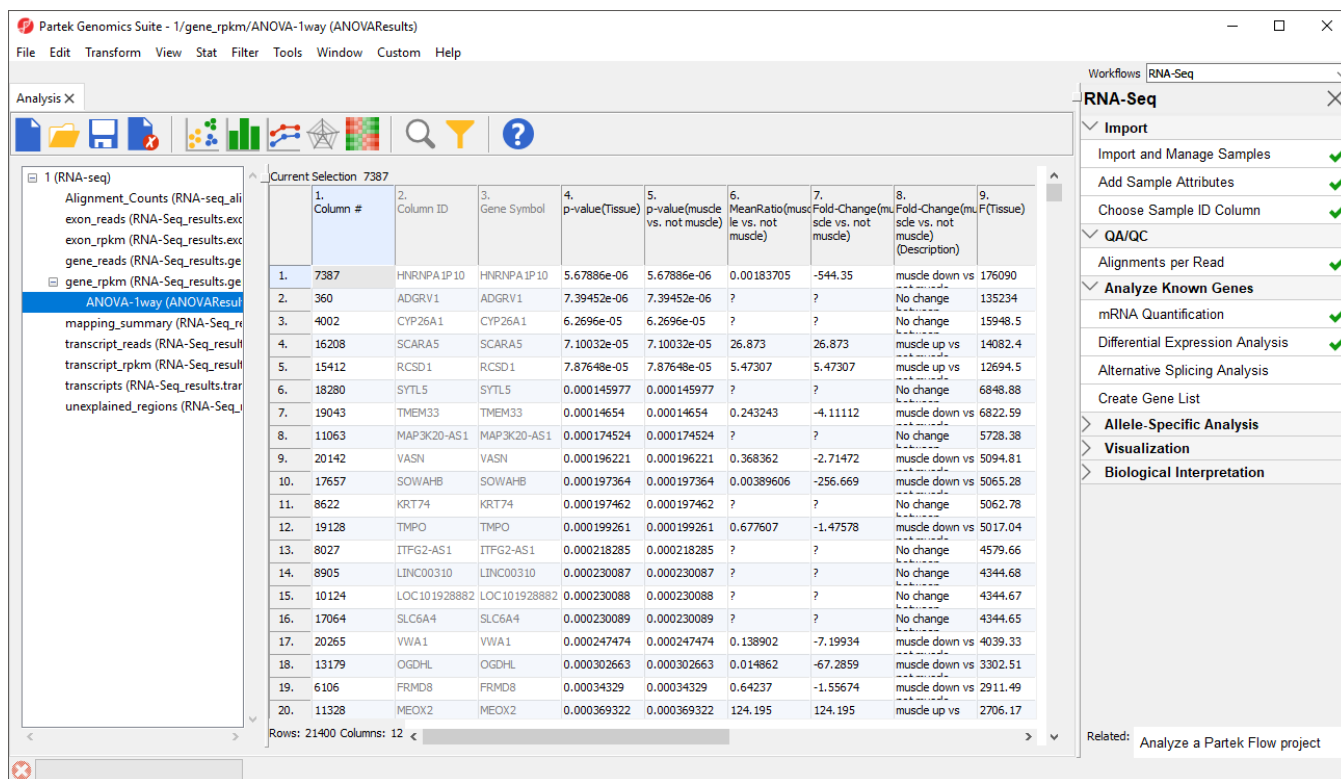 Partek Genomics Suite - 1/gene_rpkm/ANOVA-1way (ANOVAResults)
File Edit Transform View Stat Filter Tools Window Custom Help
Workflows RNA-Seq
Analysis
RNA-Seq
Import
Import and Manage Samples
Add Sample Attributes
Choose Sample ID Column
QA/QC
Alignments per Read
Analyze Known Genes
mRNA Quantification
Differential Expression Analysis
Alternative Splicing Analysis
Create Gene List
Allele-Specific Analysis
Visualization
Biological Interpretation
Related: Analyze a Partek Flow project
1 (RNA-seq)
Alignment_Counts (RNA-seq_ali
exon_reads (RNA-Seq_results.exc
exon_rpkm (RNA-Seq_results.exc
gene_reads (RNA-Seq_results.ge
gene_rpkm (RNA-Seq_results.ge
ANOVA-1way (ANOVAResul
mapping_summary (RNA-Seq_re
transcript_reads (RNA-Seq_result
transcript_rpkm (RNA-Seq_result
transcripts (RNA-Seq_results.tran
unexplained_regions (RNA-Seq_
Current Selection 7387
1. Column # 2. Column ID 3. Gene Symbol 4. p-value(Tissue) 5. p-value(muscle vs. not muscle) 6. MeanRatio(muscle vs. not muscle) 7. Fold-Change(muscle vs. not muscle) 8. Fold-Change(muscle vs. not muscle) (Description) 9. F(Tissue)
1. 7387 HNRNPA1P10 HNRNPA1P10 5.67886e-06 5.67886e-06 0.00183705 -544.35 muscle down vs 176090
2. 360 ADGRV1 ADGRV1 7.39452e-06 7.39452e-06 ? ? No change 135234
3. 4002 CYP26A1 CYP26A1 6.2696e-05 6.2696e-05 ? ? No change 15948.5
4. 16208 SCARA5 SCARA5 7.10032e-05 7.10032e-05 26.873 26.873 muscle up vs 14082.4
5. 15412 RCSD1 RCSD1 7.87648e-05 7.87648e-05 5.47307 5.47307 muscle up vs 12694.5
6. 18280 SYTL5 SYTL5 0.000145977 0.000145977 ? ? No change 6848.88
7. 19043 TMEM33 TMEM33 0.00014654 0.00014654 0.243243 -4.11112 muscle down vs 6822.59
8. 11063 MAP3K20-AS1 MAP3K20-AS1 0.000174524 0.000174524 ? ? No change 5728.38
9. 20142 VASN VASN 0.000196221 0.000196221 0.368362 -2.71472 muscle down vs 5094.81
10. 17657 SOWAHB SOWAHB 0.000197364 0.000197364 0.00389606 -256.669 muscle down vs 5065.28
11. 8622 KRT74 KRT74 0.000197462 0.000197462 ? ? No change 5062.78
12. 19128 TMPO TMPO 0.000199261 0.000199261 0.677607 -1.47578 muscle down vs 5017.04
13. 8027 ITFG2-AS1 ITFG2-AS1 0.000218285 0.000218285 ? ? No change 4579.66
14. 8905 LINC00310 LINC00310 0.000230087 0.000230087 ? ? No change 4344.68
15. 10124 LOC101928882 LOC101928882 0.000230088 0.000230088 ? ? No change 4344.67
16. 17064 SLC6A4 SLC6A4 0.000230089 0.000230089 ? ? No change 4344.65
17. 20265 VWA1 VWA1 0.000247474 0.000247474 0.138902 -7.19934 muscle down vs 4039.33
18. 13179 OGDHL OGDHL 0.000302663 0.000302663 0.014862 -67.2859 muscle down vs 3302.51
19. 6106 FRMD8 FRMD8 0.00034329 0.00034329 0.64237 -1.55674 muscle down vs 2911.49
20. 11328 MEOX2 MEOX2 0.000369322 0.000369322 124.195 124.195 muscle up vs 2706.17
Rows: 21400 Columns: 12